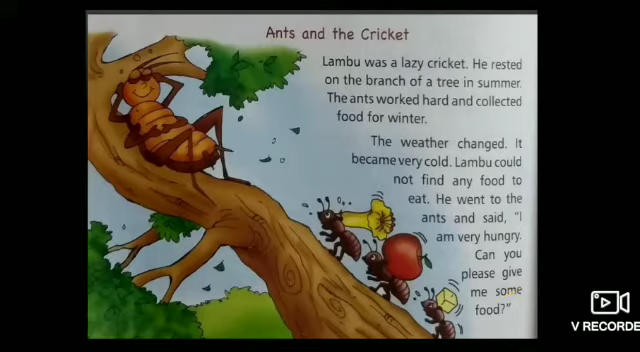 Ants and the Cricket
Lambu was a lazy cricket. He rested
on the branch of a tree in summer.
The ants worked hard and collected
food for winter.
The weather changed. It
became very cold. Lambu could
not find any food to
eat. He went to the
ants and said, "I
am very hungry.
Can you
please give
me some
food?"
V RECORDE